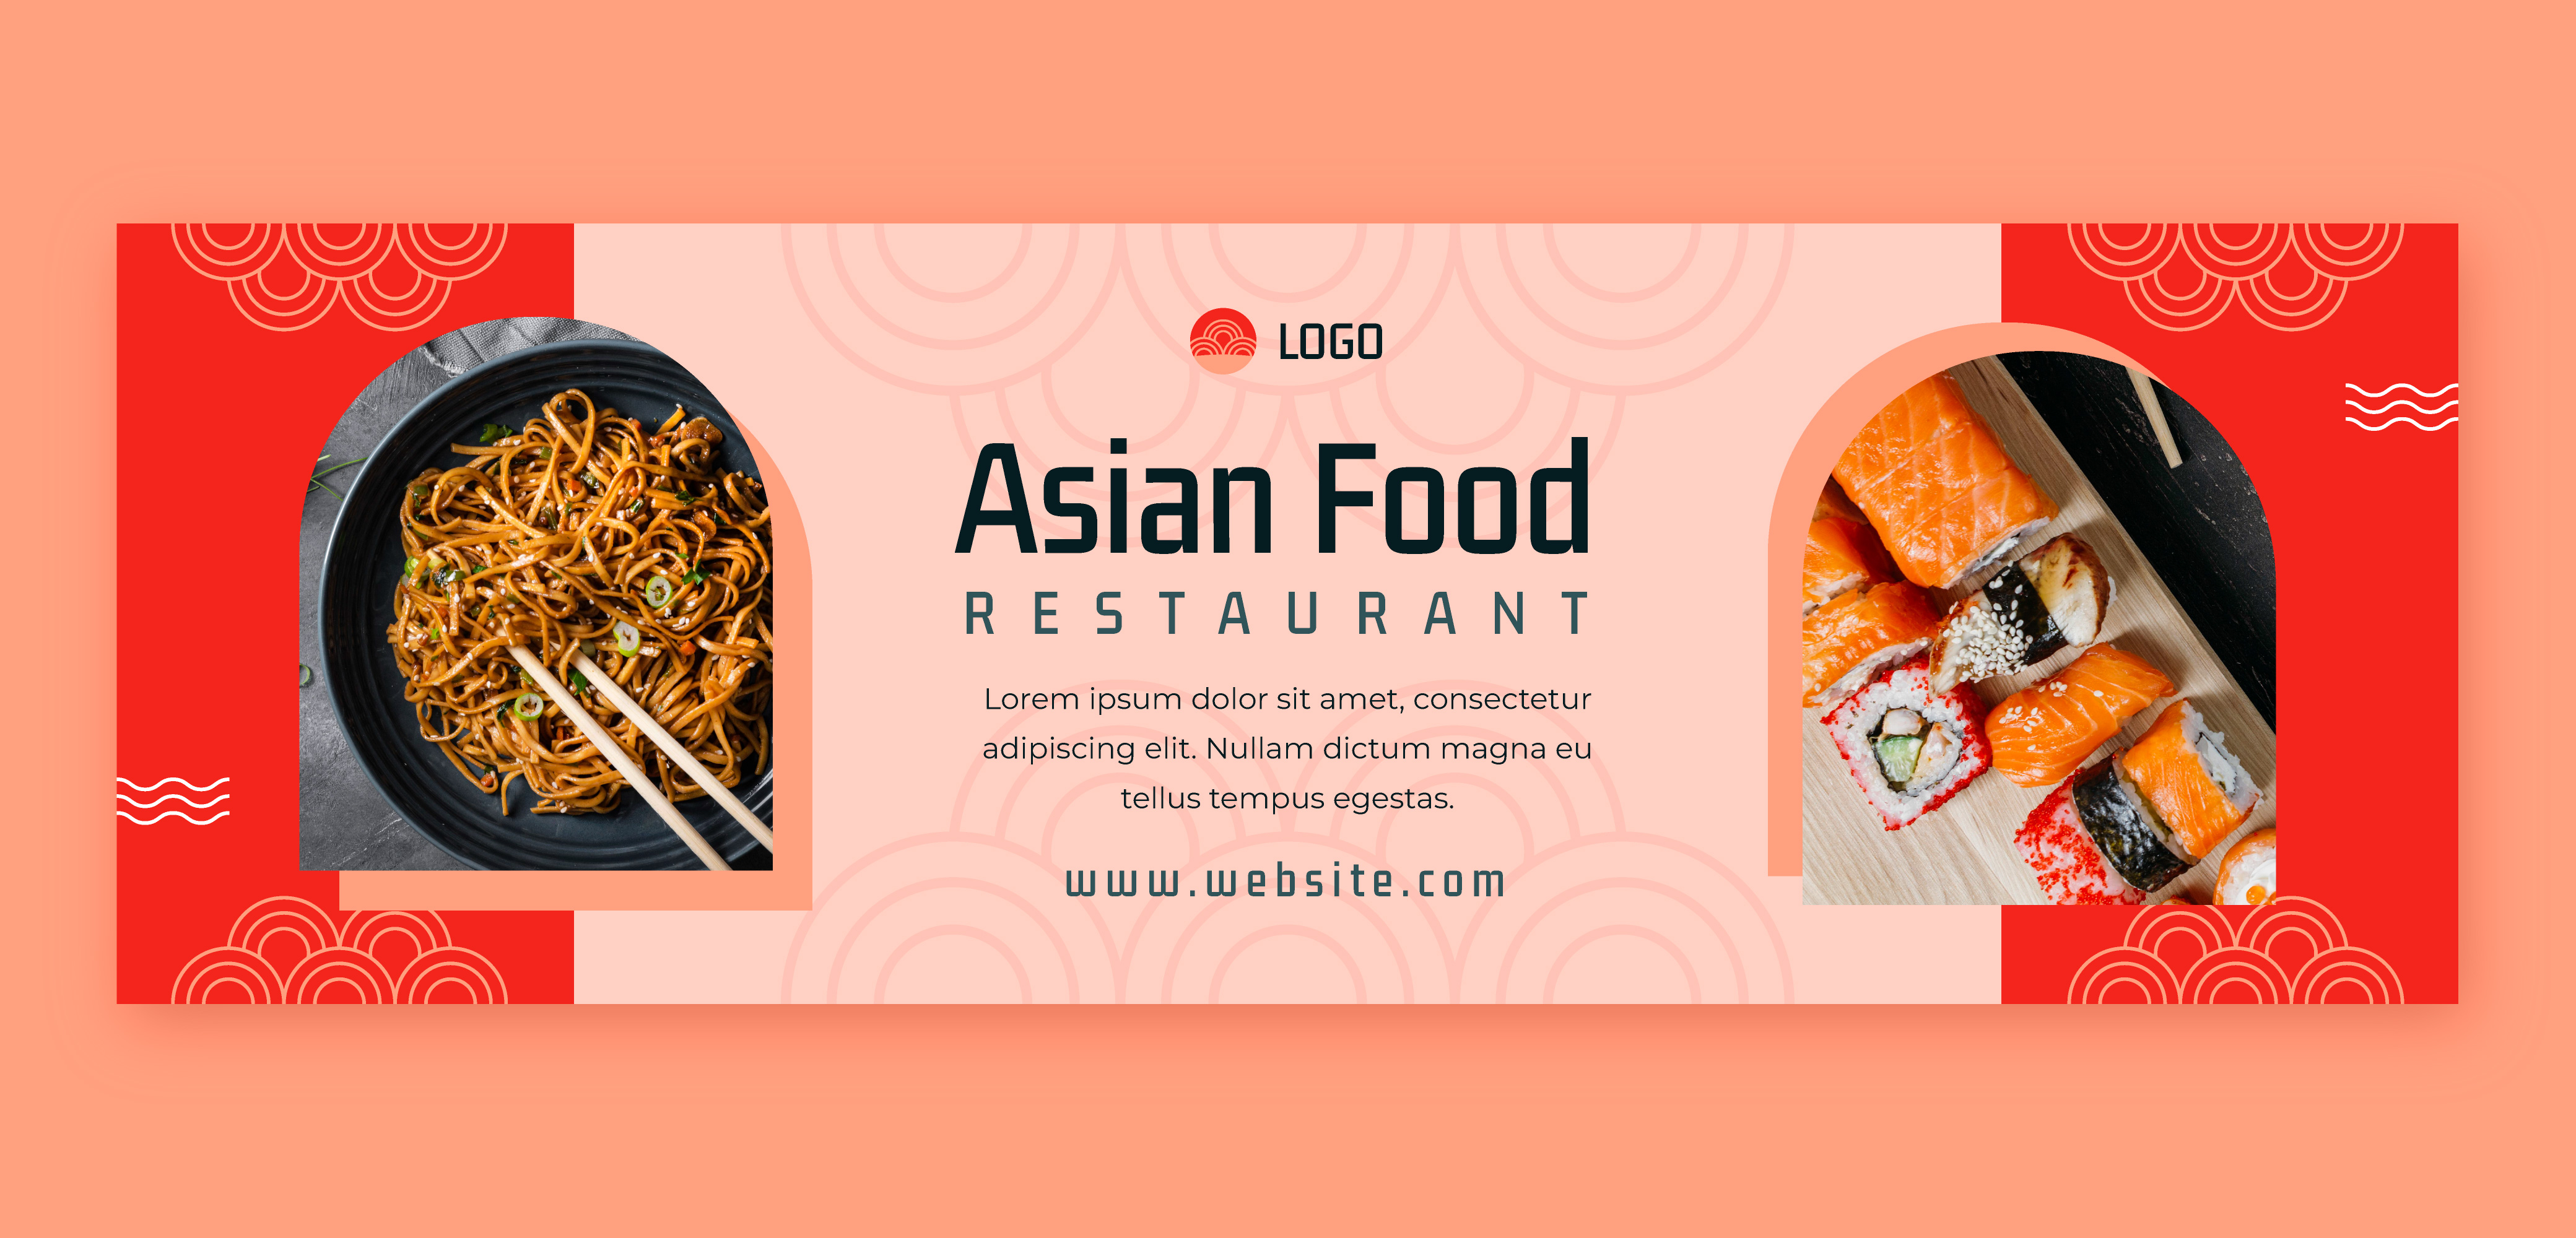 LOGO
Asian Food
RESTAURANT
Lorem ipsum dolor sit amet, consectetur
adipiscing elit. Nullam dictum magna eu
tellus tempus egestas.
www.website.com